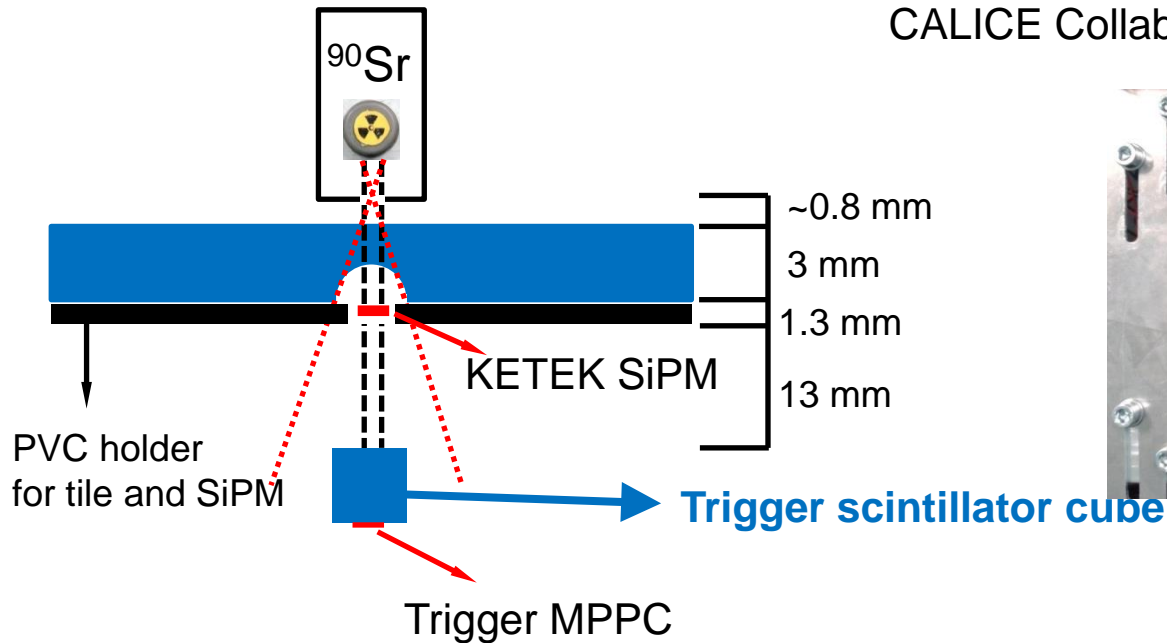 CALICE Collab
⁹⁰Sr
~0.8 mm
3 mm
1.3 mm
KETEK SiPM
13 mm
PVC holder
for tile and SiPM
Trigger scintillator cube
Trigger MPPC